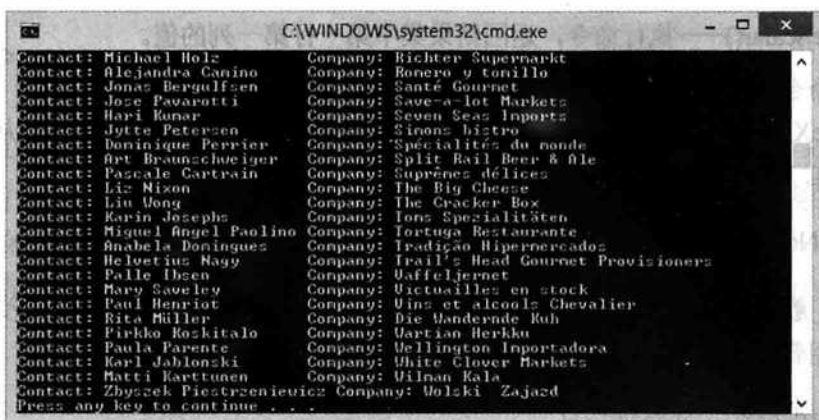 C:\WINDOWS\system32\cmd.exe
Contact: Michael Holz Company: Richter Supermarkt
Contact: Alejandra Camino Company: Romero y tomillo
Contact: Jonas Bergulfsen Company: Santé Gourmet
Contact: Jose Pavarotti Company: Save-a-lot Markets
Contact: Hari Kumar Company: Seven Seas Imports
Contact: Jytte Petersen Company: Simons bistro
Contact: Dominique Perrier Company: Spécialités du monde
Contact: Art Braunschweiger Company: Split Rail Beer & Ale
Contact: Pascale Cartrain Company: Suprêmes délices
Contact: Liz Nixon Company: The Big Cheese
Contact: Liu Wong Company: The Cracker Box
Contact: Karin Josephs Company: Toms Spezialitäten
Contact: Miguel Angel Paolino Company: Tortuga Restaurante
Contact: Anabela Domingues Company: Tradição Hipermercados
Contact: Helvetius Nagy Company: Trail's Head Gourmet Provisioners
Contact: Palle Ibsen Company: Vaffeljernet
Contact: Mary Saveley Company: Victuailles en stock
Contact: Paul Henriot Company: Vins et alcools Chevalier
Contact: Rita Müller Company: Die Wandernde Kuh
Contact: Pirkko Koskitalo Company: Wartian Herkku
Contact: Paula Parente Company: Wellington Importadora
Contact: Karl Jablonski Company: White Clover Markets
Contact: Matti Karttunen Company: Wilman Kala
Contact: Zbyszek Piestrzeniewicz Company: Wolski Zajazd
Press any key to continue . . .